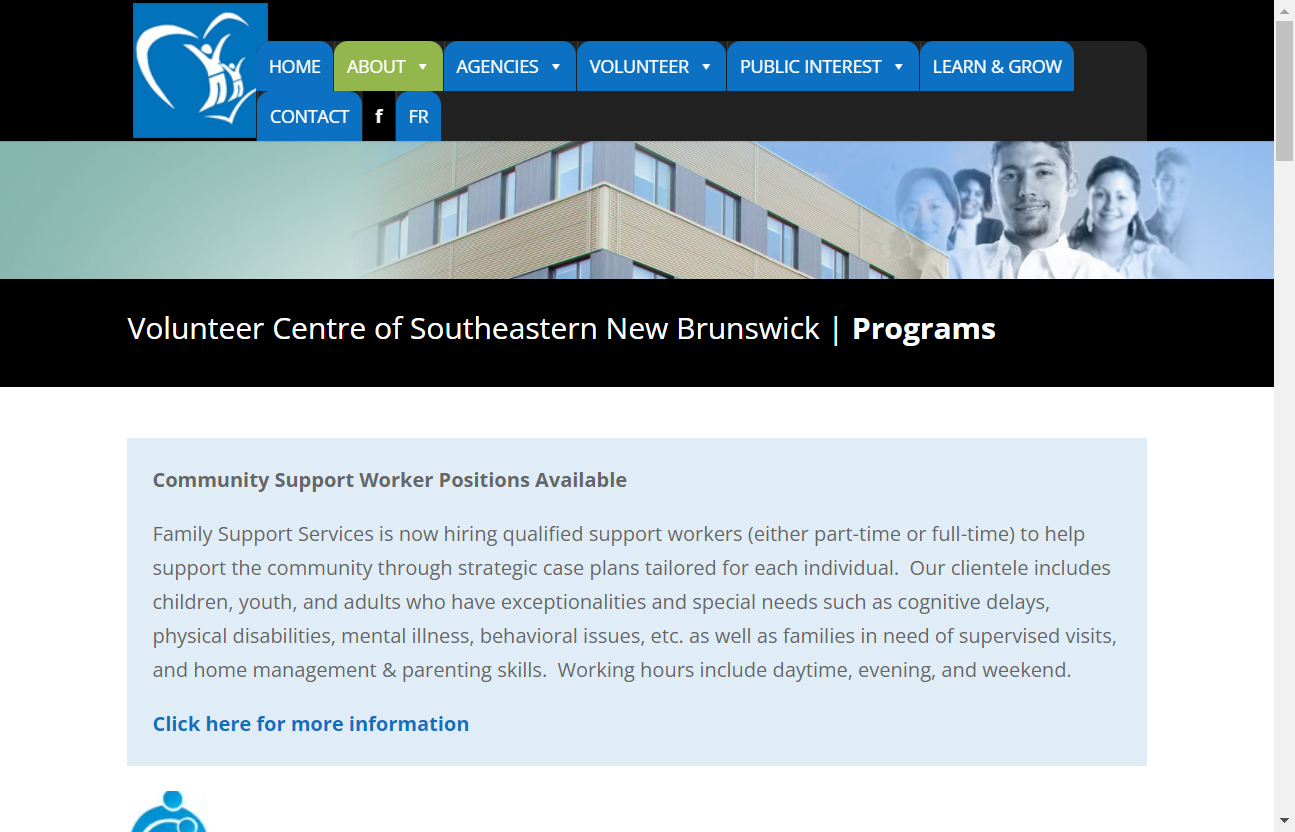 HOME ABOUT AGENCIES VOLUNTEER PUBLIC INTEREST LEARN & GROW
CONTACT f FR
Volunteer Centre of Southeastern New Brunswick | Programs
Community Support Worker Positions Available
Family Support Services is now hiring qualified support workers (either part-time or full-time) to help
support the community through strategic case plans tailored for each individual.  Our clientele includes
children, youth, and adults who have exceptionalities and special needs such as cognitive delays,
physical disabilities, mental illness, behavioral issues, etc. as well as families in need of supervised visits,
and home management & parenting skills.  Working hours include daytime, evening, and weekend.
Click here for more information